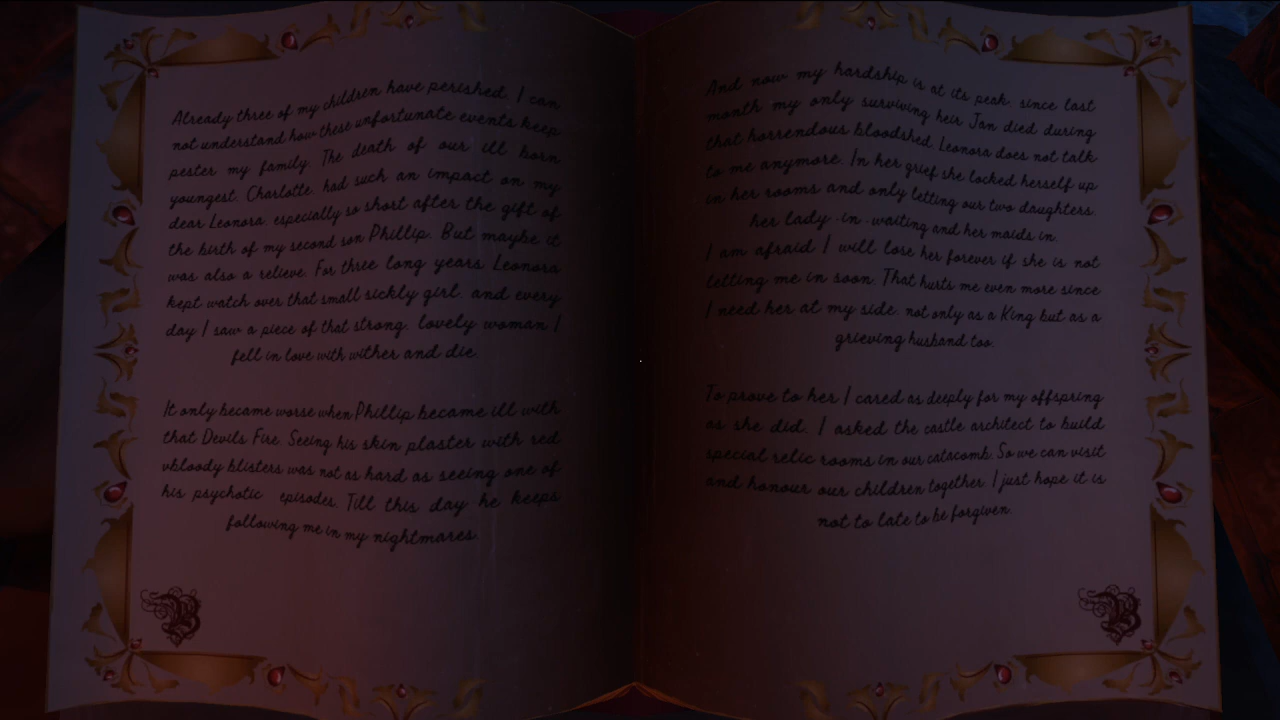 Already three of my children have perished. I can
not understand how these unfortunate events keep
pester my family. The death of our ill born
youngest, Charlotte, had such an impact on my
dear Leonora, especially so short after the gift of
the birth of my second son Phillip. But maybe it
was also a relieve. For three long years Leonora
kept watch over that small sickly girl, and every
day I saw a piece of that strong, lovely woman I
fell in love with wither and die.
It only became worse when Phillip became ill with
that Devils Fire. Seeing his skin plaster with red
vbloody blisters was not as hard as seeing one of
his psychotic episodes. Till this day he keeps
following me in my nightmares.
And now my hardship is at its peak, since last
month my only surviving heir Jan died during
that horrendous bloodshed. Leonora does not talk
to me anymore. In her grief she locked herself up
in her rooms and only letting our two daughters,
her lady-in-waiting and her maids in.
I am afraid I will lose her forever if she is not
letting me in soon. That hurts me even more since
I need her at my side, not only as a King but as a
grieving husband too.
To prove to her I cared as deeply for my offspring
as she did, I asked the castle architect to build
special relic rooms in our catacomb. So we can visit
and honour our children together. I just hope it is
not to late to be forgiven.